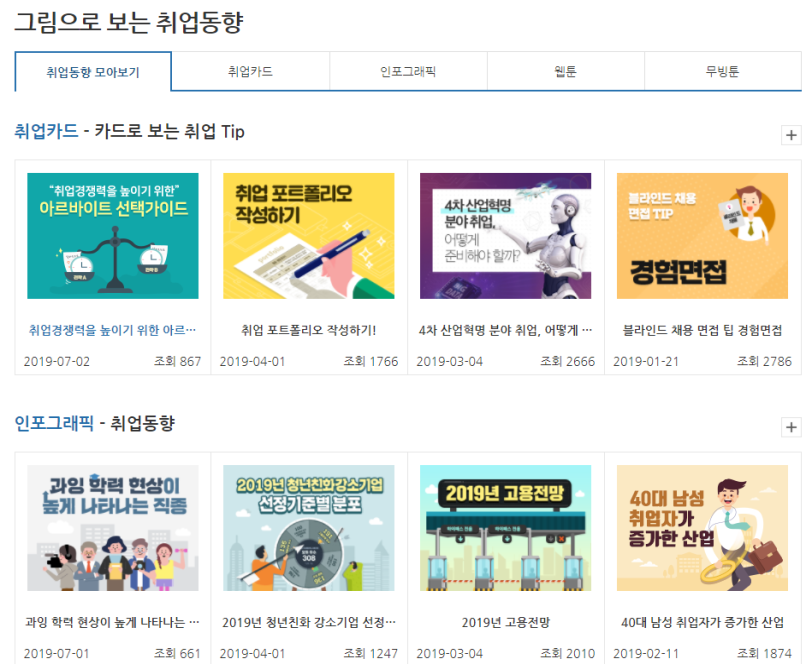 그림으로 보는 취업동향
취업동향 모아보기
취업카드
인포그래픽
웹툰
무빙툰
취업카드 - 카드로 보는 취업 Tip
+
“취업경쟁력을 높이기 위한”
아르바이트 선택가이드
취업 포트폴리오
작성하기
4차 산업혁명
분야 취업,
어떻게
준비해야 할까?
블라인드 채용
면접 TIP
경험면접
취업경쟁력을 높이기 위한 아르…
취업 포트폴리오 작성하기!
4차 산업혁명 분야 취업, 어떻게 …
블라인드 채용 면접 팁 경험면접
2019-07-02 조회 867
2019-04-01 조회 1766
2019-03-04 조회 2666
2019-01-21 조회 2786
인포그래픽 - 취업동향
+
과잉 학력 현상이
높게 나타나는 직종
2019년 청년친화강소기업
선정기준별 분포
308
2019년 고용전망
하이패스 전용
하이패스 전용
40대 남성
취업자가
증가한 산업
과잉 학력 현상이 높게 나타나는 …
2019년 청년친화 강소기업 선정…
2019년 고용전망
40대 남성 취업자가 증가한 산업
2019-07-01 조회 661
2019-04-01 조회 1247
2019-03-04 조회 2010
2019-02-11 조회 1874